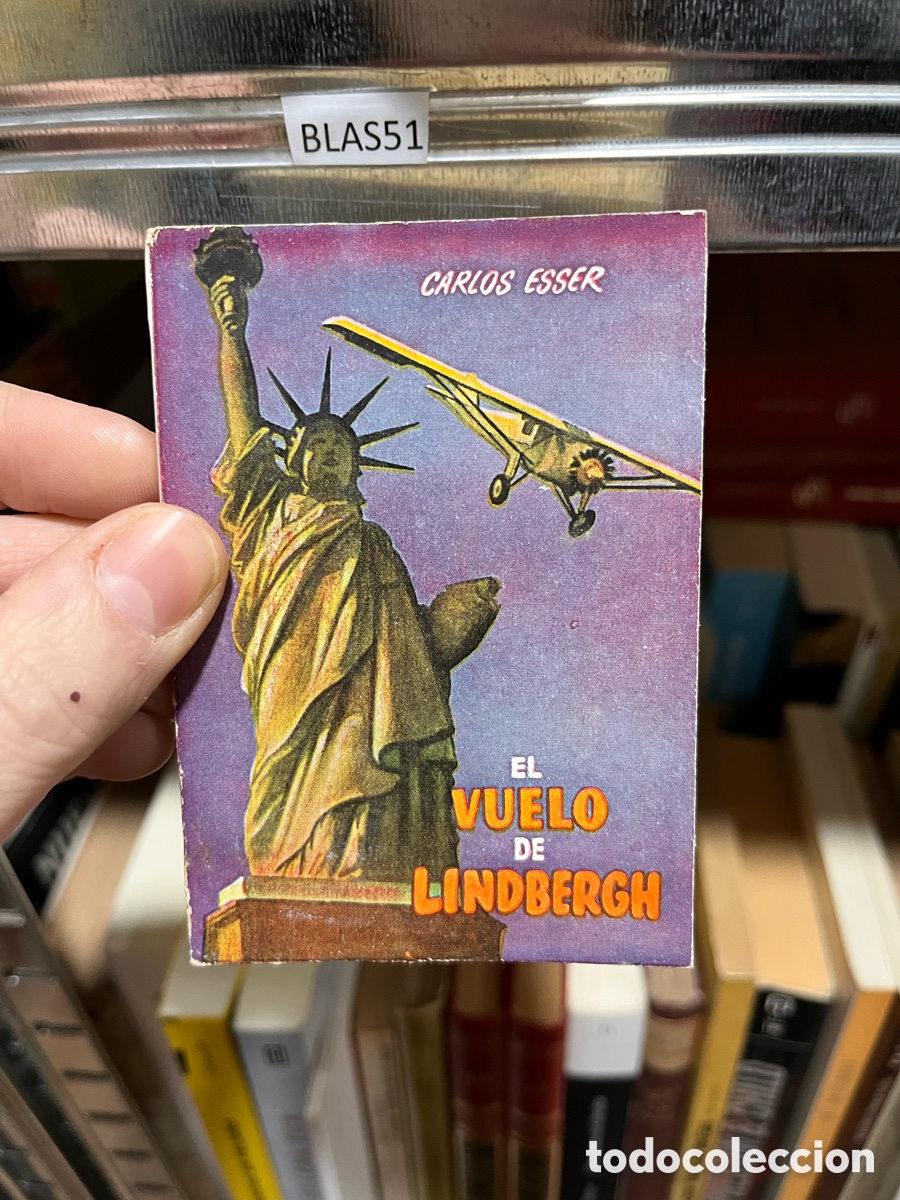 BLAS51
CARLOS ESSER
EL
VUELO
DE
LINDBERGH
todocoleccion